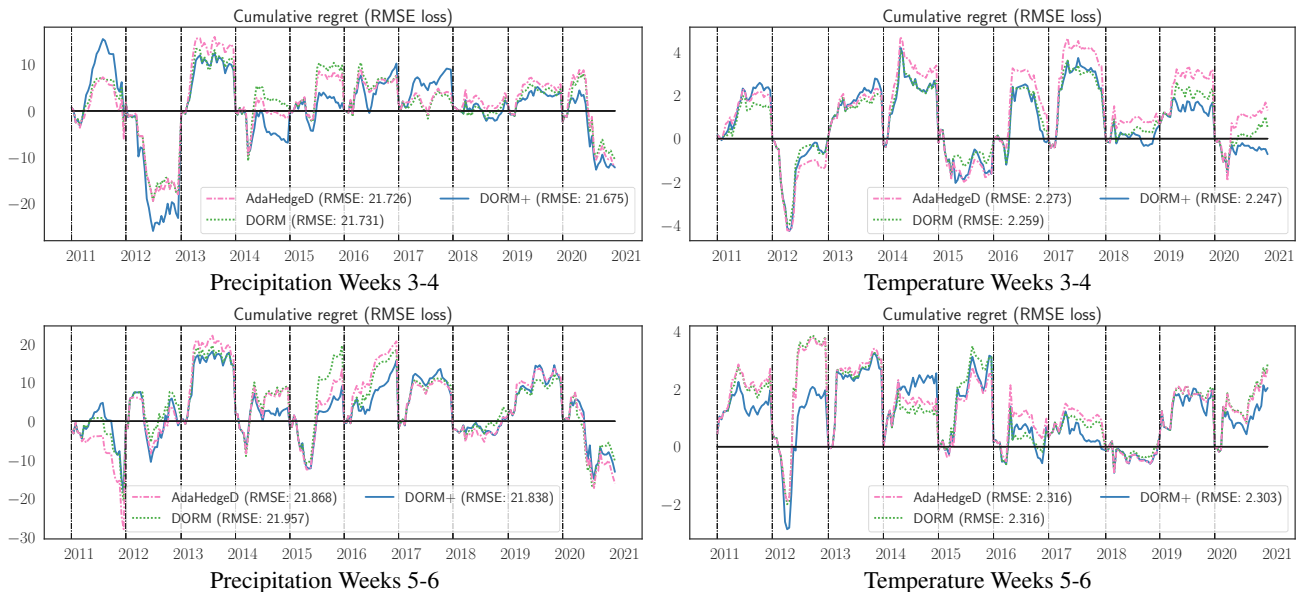 Cumulative regret (RMSE loss)
10
0
−10
−20
AdaHedgeD (RMSE: 21.726)
DORM (RMSE: 21.731)
DORM+ (RMSE: 21.675)
2011 2012 2013 2014 2015 2016 2017 2018 2019 2020 2021
Precipitation Weeks 3-4
Cumulative regret (RMSE loss)
4
2
0
−2
−4
AdaHedgeD (RMSE: 2.273)
DORM (RMSE: 2.259)
DORM+ (RMSE: 2.247)
2011 2012 2013 2014 2015 2016 2017 2018 2019 2020 2021
Temperature Weeks 3-4
Cumulative regret (RMSE loss)
20
10
0
−10
−20
−30
AdaHedgeD (RMSE: 21.868)
DORM (RMSE: 21.957)
DORM+ (RMSE: 21.838)
2011 2012 2013 2014 2015 2016 2017 2018 2019 2020 2021
Precipitation Weeks 5-6
Cumulative regret (RMSE loss)
4
2
0
−2
AdaHedgeD (RMSE: 2.316)
DORM (RMSE: 2.316)
DORM+ (RMSE: 2.303)
2011 2012 2013 2014 2015 2016 2017 2018 2019 2020 2021
Temperature Weeks 5-6